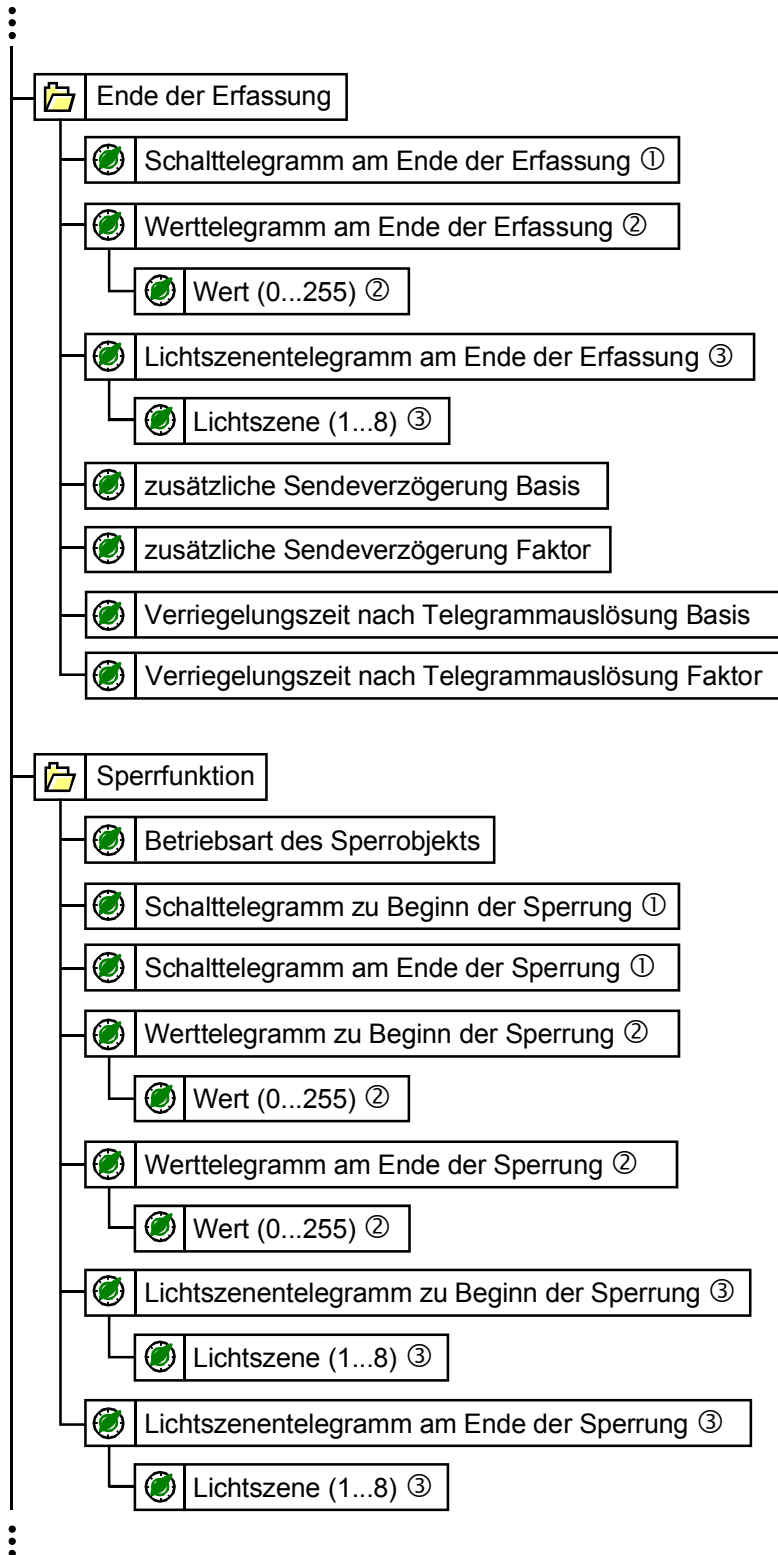 Ende der Erfassung
Schalttelegramm am Ende der Erfassung ①
Werttelegramm am Ende der Erfassung ②
Wert (0...255) ②
Lichtszenentelegramm am Ende der Erfassung ③
Lichtszene (1...8) ③
zusätzliche Sendeverzögerung Basis
zusätzliche Sendeverzögerung Faktor
Verriegelungszeit nach Telegrammauslösung Basis
Verriegelungszeit nach Telegrammauslösung Faktor
Sperrfunktion
Betriebsart des Sperrobjekts
Schalttelegramm zu Beginn der Sperrung ①
Schalttelegramm am Ende der Sperrung ①
Werttelegramm zu Beginn der Sperrung ②
Wert (0...255) ②
Werttelegramm am Ende der Sperrung ②
Wert (0...255) ②
Lichtszenentelegramm zu Beginn der Sperrung ③
Lichtszene (1...8) ③
Lichtszenentelegramm am Ende der Sperrung ③
Lichtszene (1...8) ③